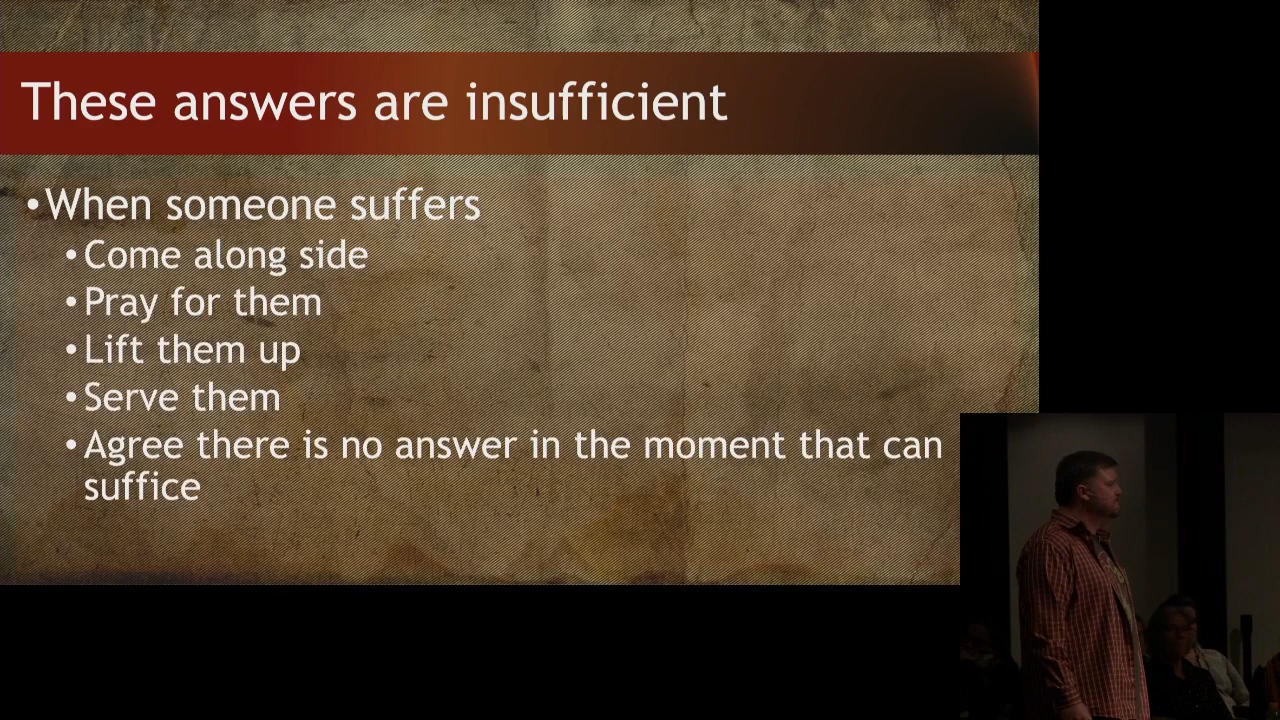 These answers are insufficient
•When someone suffers
•Come along side
•Pray for them
•Lift them up
•Serve them
•Agree there is no answer in the moment that can
suffice